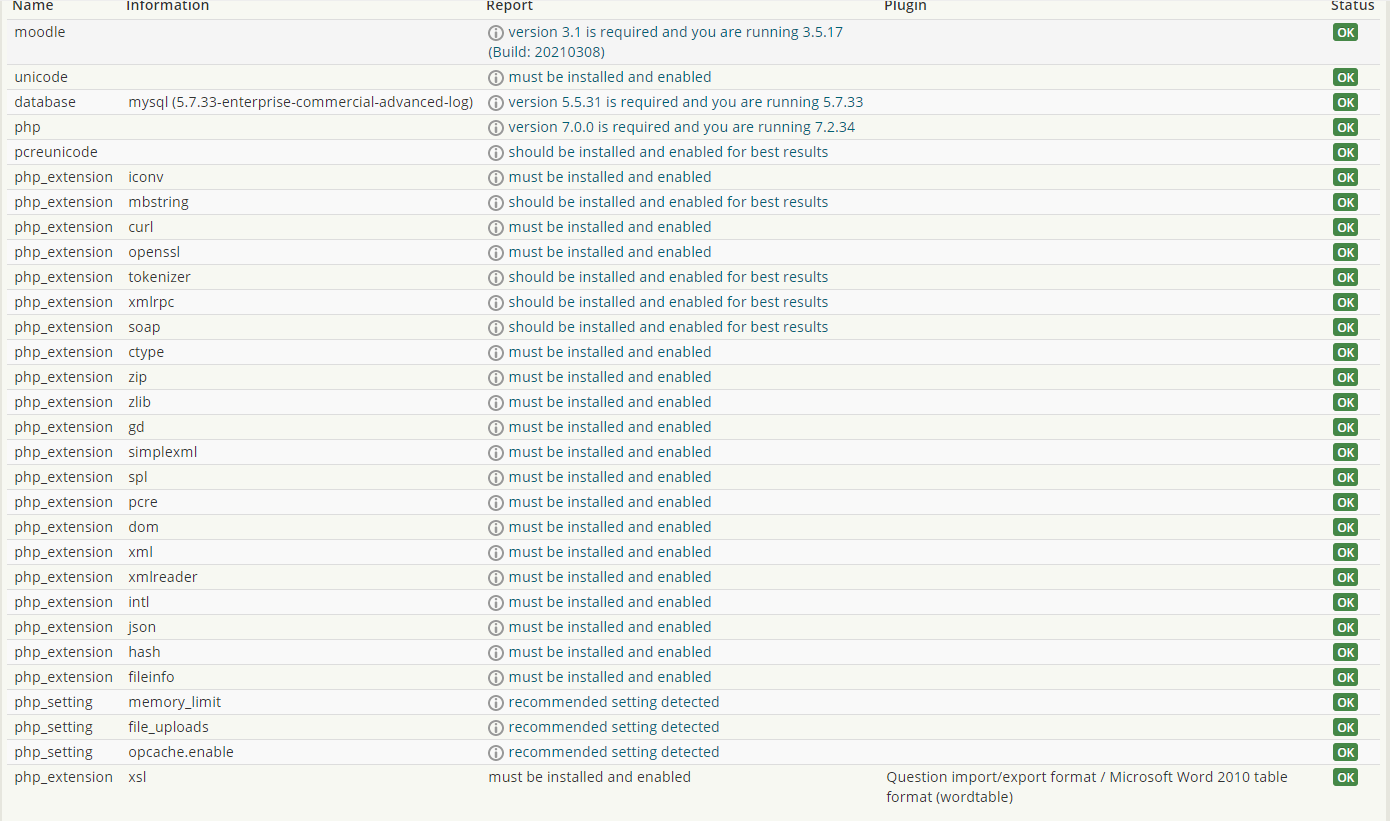 Name Information Report Plugin Status
moodle version 3.1 is required and you are running 3.5.17 OK
(Build: 20210308)
unicode must be installed and enabled OK
database mysql (5.7.33-enterprise-commercial-advanced-log) version 5.5.31 is required and you are running 5.7.33 OK
php version 7.0.0 is required and you are running 7.2.34 OK
pcreunicode should be installed and enabled for best results OK
php_extension iconv must be installed and enabled OK
php_extension mbstring should be installed and enabled for best results OK
php_extension curl must be installed and enabled OK
php_extension openssl must be installed and enabled OK
php_extension tokenizer should be installed and enabled for best results OK
php_extension xmlrpc should be installed and enabled for best results OK
php_extension soap should be installed and enabled for best results OK
php_extension ctype must be installed and enabled OK
php_extension zip must be installed and enabled OK
php_extension zlib must be installed and enabled OK
php_extension gd must be installed and enabled OK
php_extension simplexml must be installed and enabled OK
php_extension spl must be installed and enabled OK
php_extension pcre must be installed and enabled OK
php_extension dom must be installed and enabled OK
php_extension xml must be installed and enabled OK
php_extension xmlreader must be installed and enabled OK
php_extension intl must be installed and enabled OK
php_extension json must be installed and enabled OK
php_extension hash must be installed and enabled OK
php_extension fileinfo must be installed and enabled OK
php_setting memory_limit recommended setting detected OK
php_setting file_uploads recommended setting detected OK
php_setting opcache.enable recommended setting detected OK
php_extension xsl must be installed and enabled Question import/export format / Microsoft Word 2010 table OK
format (wordtable)